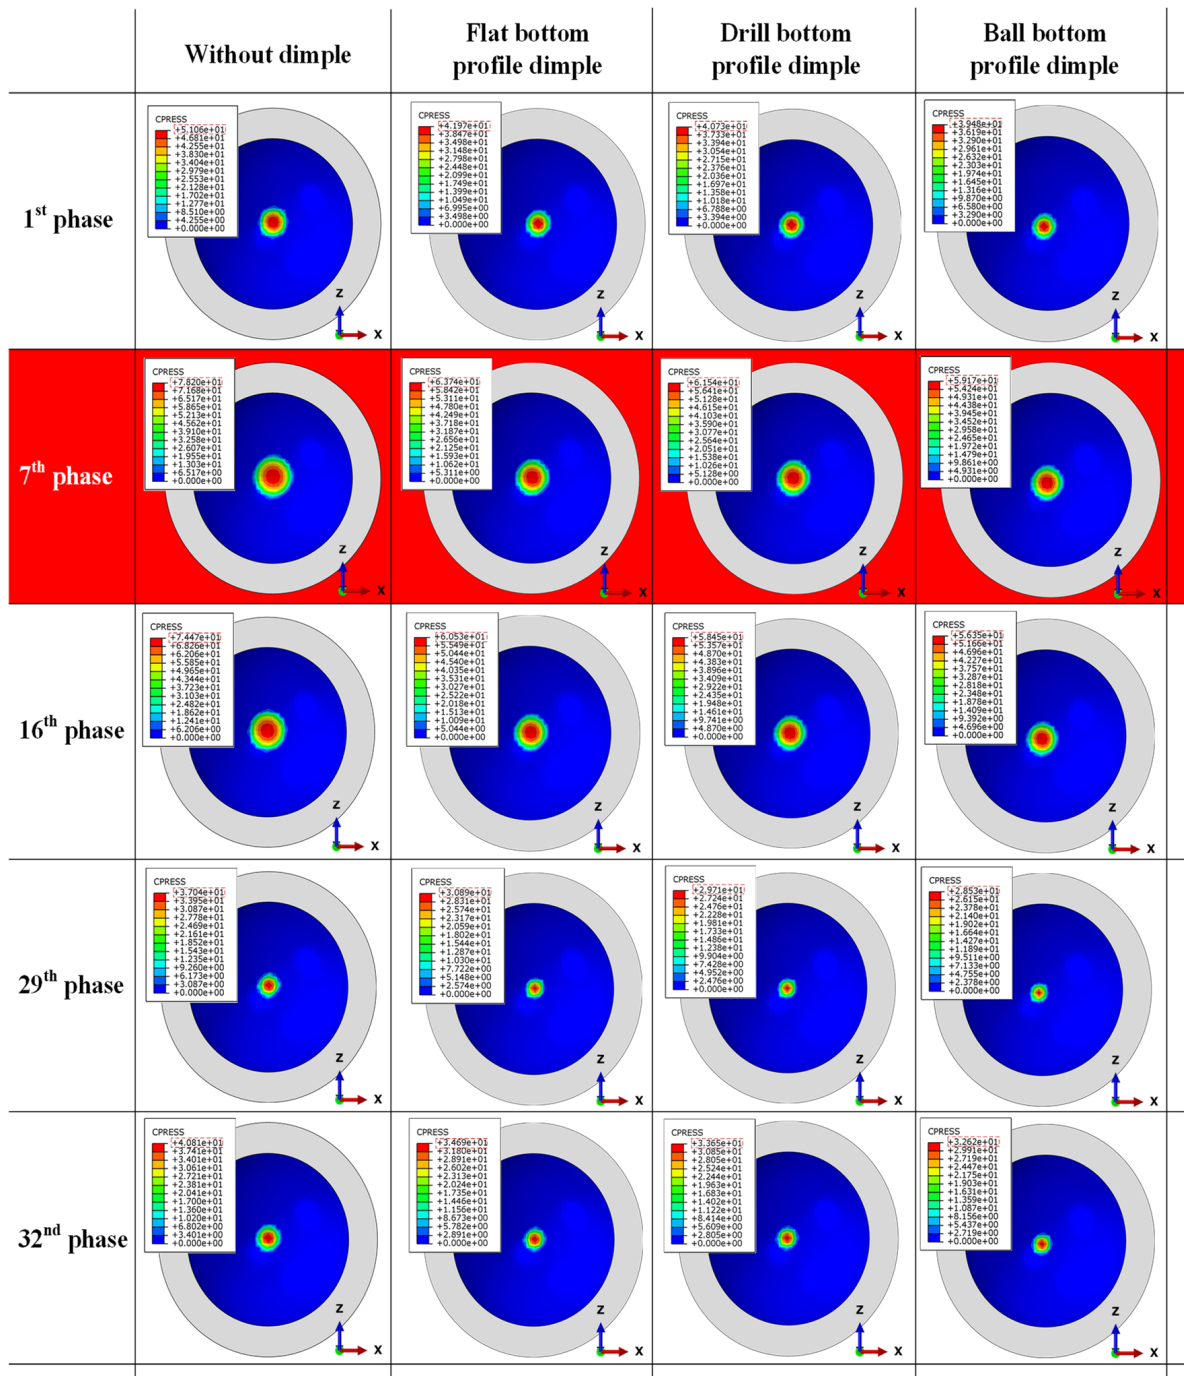 Without dimple
Flat bottom
profile dimple
Drill bottom
profile dimple
Ball bottom
profile dimple
1st phase
CPRESS
+5.106e+01
+4.681e+01
+4.255e+01
+3.830e+01
+3.404e+01
+2.979e+01
+2.553e+01
+2.128e+01
+1.702e+01
+1.277e+01
+8.510e+00
+4.255e+00
+0.000e+00
Z
X
CPRESS
+4.197e+01
+3.847e+01
+3.498e+01
+3.148e+01
+2.798e+01
+2.448e+01
+2.099e+01
+1.749e+01
+1.399e+01
+1.049e+01
+6.995e+00
+3.498e+00
+0.000e+00
Z
X
CPRESS
+4.073e+01
+3.733e+01
+3.394e+01
+3.054e+01
+2.715e+01
+2.376e+01
+2.036e+01
+1.697e+01
+1.358e+01
+1.018e+01
+6.788e+00
+3.394e+00
+0.000e+00
Z
X
CPRESS
+3.948e+01
+3.619e+01
+3.290e+01
+2.961e+01
+2.632e+01
+2.303e+01
+1.974e+01
+1.645e+01
+1.316e+01
+9.870e+00
+6.580e+00
+3.290e+00
+0.000e+00
Z
X
7th phase
CPRESS
+7.820e+01
+7.168e+01
+6.517e+01
+5.865e+01
+5.213e+01
+4.562e+01
+3.910e+01
+3.258e+01
+2.607e+01
+1.955e+01
+1.303e+01
+6.517e+00
+0.000e+00
Z
X
CPRESS
+6.374e+01
+5.842e+01
+5.311e+01
+4.780e+01
+4.249e+01
+3.718e+01
+3.187e+01
+2.656e+01
+2.125e+01
+1.593e+01
+1.062e+01
+5.311e+00
+0.000e+00
Z
X
CPRESS
+6.154e+01
+5.641e+01
+5.128e+01
+4.615e+01
+4.103e+01
+3.590e+01
+3.077e+01
+2.564e+01
+2.051e+01
+1.538e+01
+1.026e+01
+5.128e+00
+0.000e+00
Z
X
CPRESS
+5.917e+01
+5.424e+01
+4.931e+01
+4.438e+01
+3.945e+01
+3.452e+01
+2.958e+01
+2.465e+01
+1.972e+01
+1.479e+01
+9.861e+00
+4.931e+00
+0.000e+00
Z
X
16th phase
CPRESS
+7.447e+01
+6.826e+01
+6.206e+01
+5.585e+01
+4.965e+01
+4.344e+01
+3.723e+01
+3.103e+01
+2.482e+01
+1.862e+01
+1.241e+01
+6.206e+00
+0.000e+00
Z
X
CPRESS
+6.053e+01
+5.549e+01
+5.044e+01
+4.540e+01
+4.035e+01
+3.531e+01
+3.027e+01
+2.522e+01
+2.018e+01
+1.513e+01
+1.009e+01
+5.044e+00
+0.000e+00
Z
X
CPRESS
+5.845e+01
+5.357e+01
+4.870e+01
+4.383e+01
+3.896e+01
+3.409e+01
+2.922e+01
+2.435e+01
+1.948e+01
+1.461e+01
+9.741e+00
+4.870e+00
+0.000e+00
Z
X
CPRESS
+5.635e+01
+5.166e+01
+4.696e+01
+4.227e+01
+3.757e+01
+3.287e+01
+2.818e+01
+2.348e+01
+1.878e+01
+1.409e+01
+9.392e+00
+4.696e+00
+0.000e+00
Z
X
29th phase
CPRESS
+3.704e+01
+3.395e+01
+3.087e+01
+2.778e+01
+2.469e+01
+2.161e+01
+1.852e+01
+1.543e+01
+1.235e+01
+9.260e+00
+6.173e+00
+3.087e+00
+0.000e+00
Z
X
CPRESS
+3.089e+01
+2.831e+01
+2.574e+01
+2.317e+01
+2.059e+01
+1.802e+01
+1.544e+01
+1.287e+01
+1.030e+01
+7.722e+00
+5.148e+00
+2.574e+00
+0.000e+00
Z
X
CPRESS
+2.971e+01
+2.724e+01
+2.476e+01
+2.228e+01
+1.981e+01
+1.733e+01
+1.486e+01
+1.238e+01
+9.904e+00
+7.428e+00
+4.952e+00
+2.476e+00
+0.000e+00
Z
X
CPRESS
+2.853e+01
+2.615e+01
+2.378e+01
+2.140e+01
+1.902e+01
+1.664e+01
+1.427e+01
+1.189e+01
+9.511e+00
+7.133e+00
+4.755e+00
+2.378e+00
+0.000e+00
Z
X
32nd phase
CPRESS
+4.081e+01
+3.741e+01
+3.401e+01
+3.061e+01
+2.721e+01
+2.381e+01
+2.041e+01
+1.700e+01
+1.360e+01
+1.020e+01
+6.802e+00
+3.401e+00
+0.000e+00
Z
X
CPRESS
+3.469e+01
+3.180e+01
+2.891e+01
+2.602e+01
+2.313e+01
+2.024e+01
+1.735e+01
+1.446e+01
+1.156e+01
+8.673e+00
+5.782e+00
+2.891e+00
+0.000e+00
Z
X
CPRESS
+3.365e+01
+3.085e+01
+2.805e+01
+2.524e+01
+2.244e+01
+1.963e+01
+1.683e+01
+1.402e+01
+1.122e+01
+8.414e+00
+5.609e+00
+2.805e+00
+0.000e+00
Z
X
CPRESS
+3.262e+01
+2.991e+01
+2.719e+01
+2.447e+01
+2.175e+01
+1.903e+01
+1.631e+01
+1.359e+01
+1.087e+01
+8.156e+00
+5.437e+00
+2.719e+00
+0.000e+00
Z
X